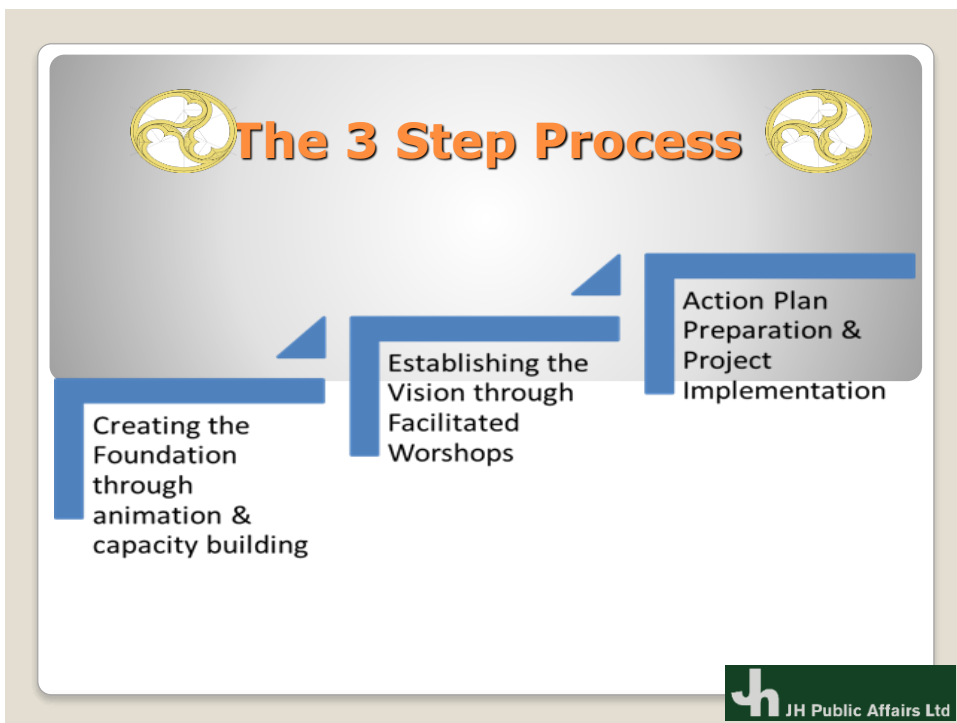 The 3 Step Process
Creating the
Foundation
through
animation &
capacity building
Establishing the
Vision through
Facilitated
Worshops
Action Plan
Preparation &
Project
Implementation
Jh JH Public Affairs Ltd